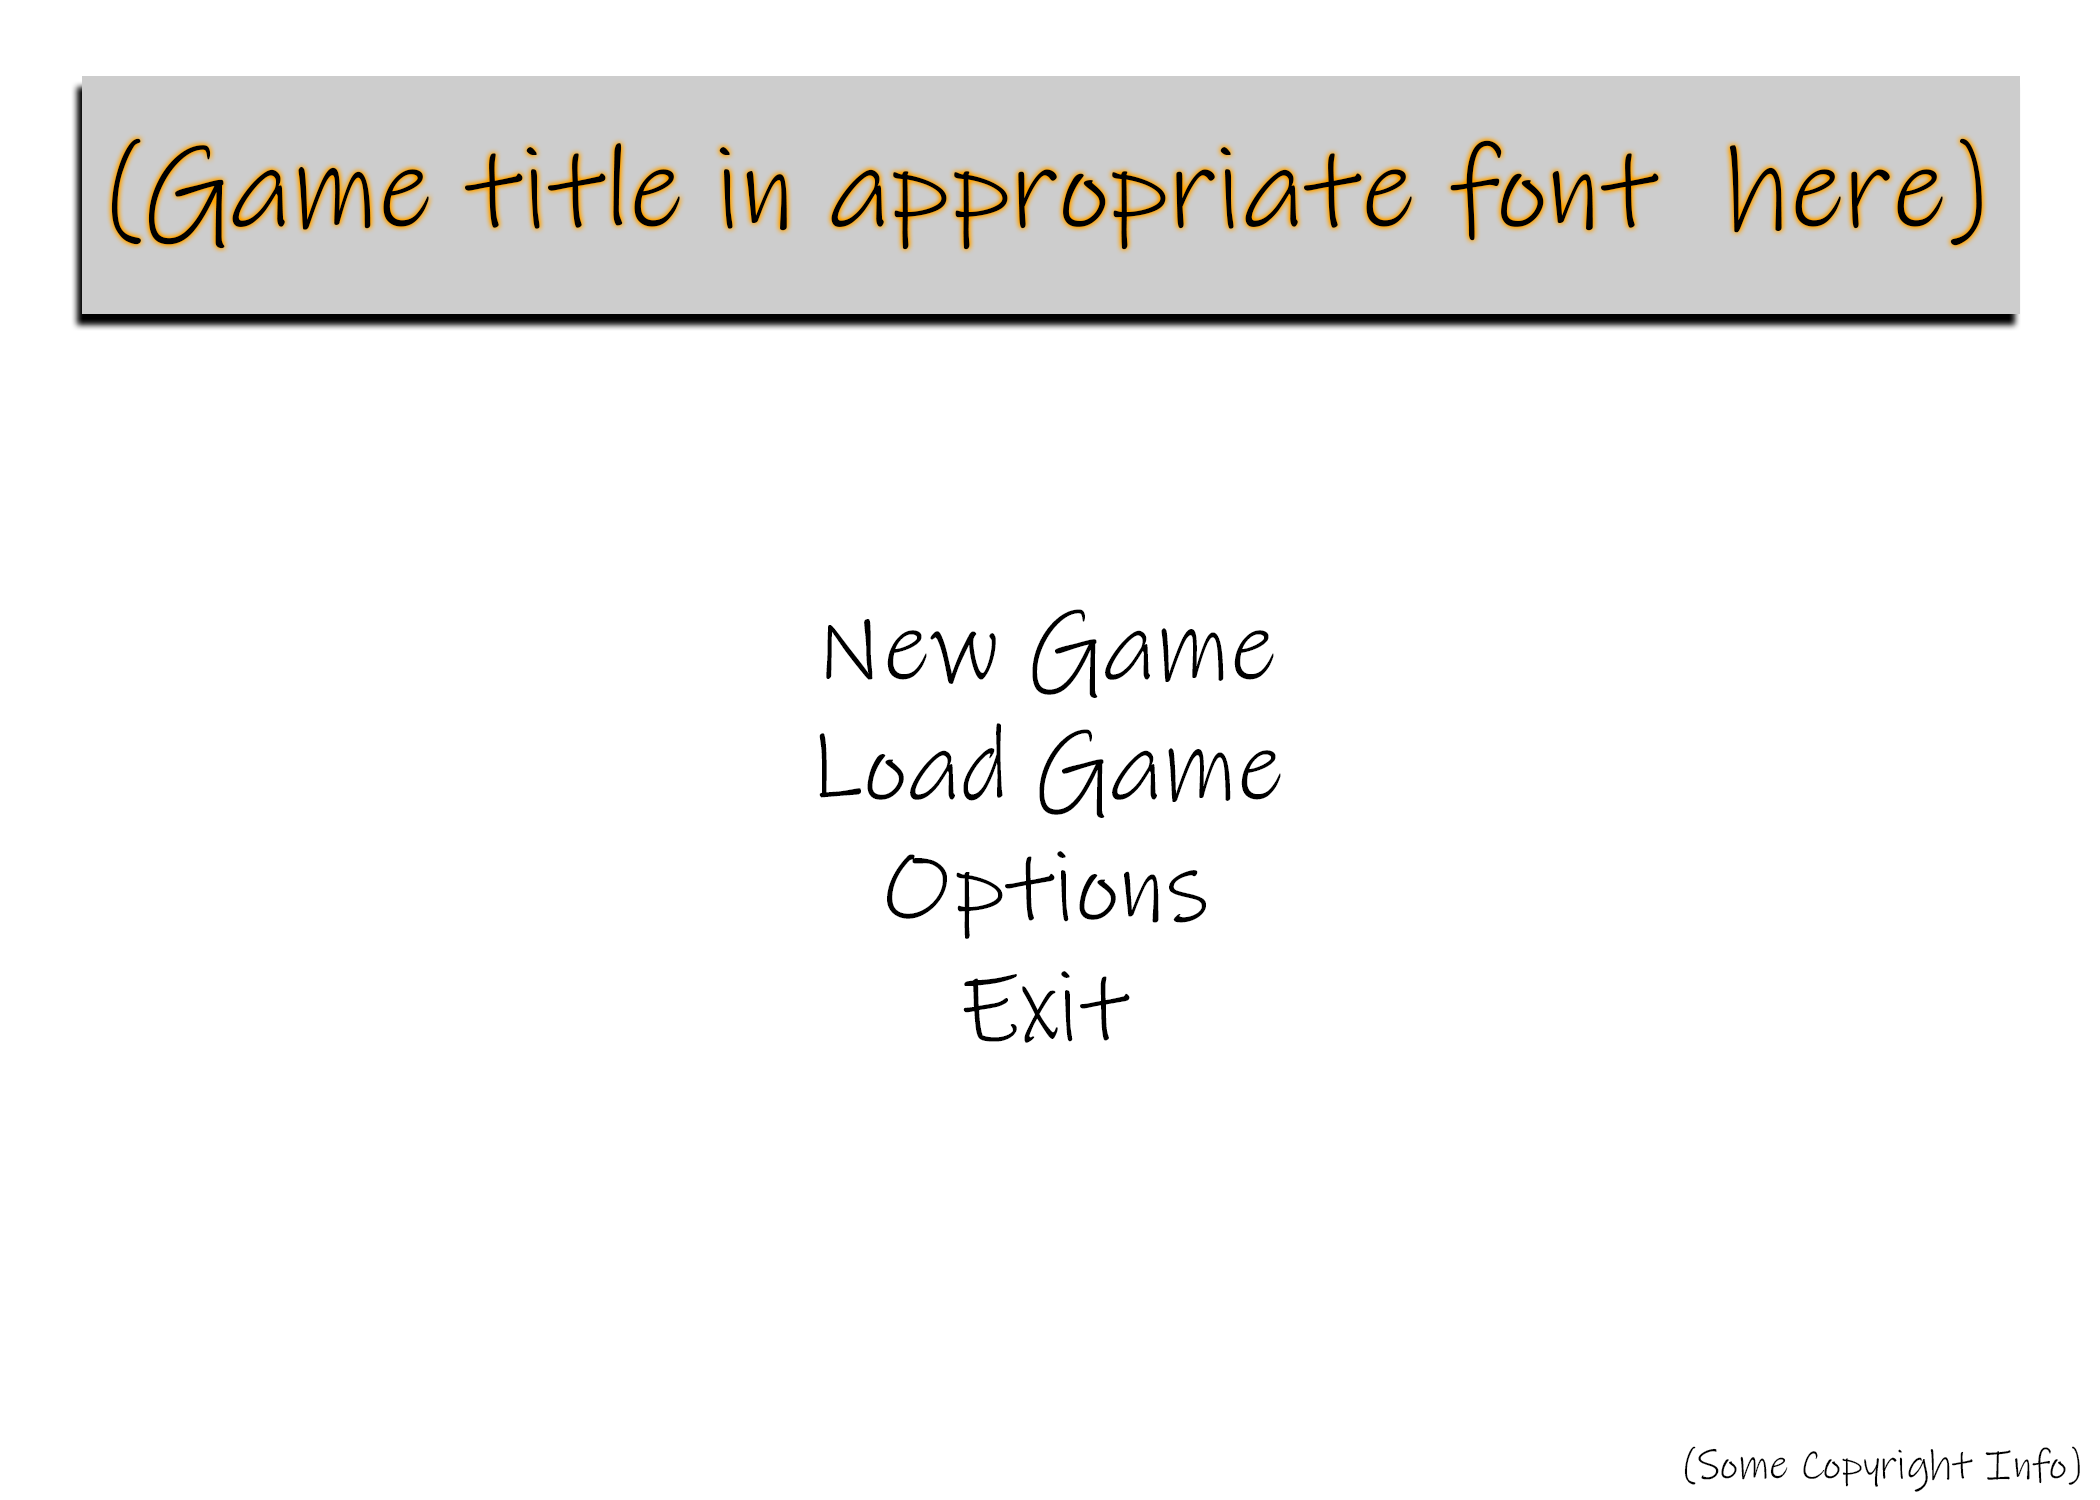 (Game title in appropriate font here)
New Game
Load Game
Options
Exit
(Some Copyright Info)